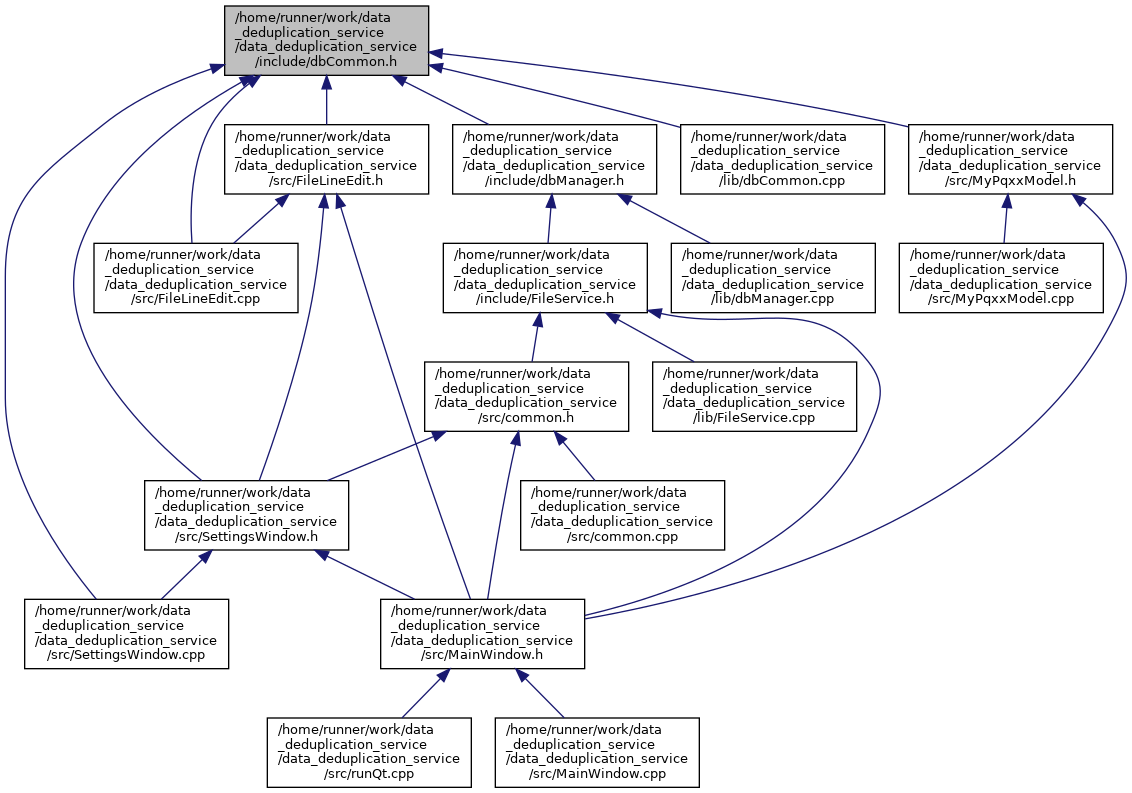 /home/runner/work/data
_deduplication_service
/data_deduplication_service
/include/dbCommon.h
/home/runner/work/data
_deduplication_service
/data_deduplication_service
/src/FileLineEdit.h
/home/runner/work/data
_deduplication_service
/data_deduplication_service
/include/dbManager.h
/home/runner/work/data
_deduplication_service
/data_deduplication_service
/lib/dbCommon.cpp
/home/runner/work/data
_deduplication_service
/data_deduplication_service
/src/MyPqxxModel.h
/home/runner/work/data
_deduplication_service
/data_deduplication_service
/src/FileLineEdit.cpp
/home/runner/work/data
_deduplication_service
/data_deduplication_service
/include/FileService.h
/home/runner/work/data
_deduplication_service
/data_deduplication_service
/lib/dbManager.cpp
/home/runner/work/data
_deduplication_service
/data_deduplication_service
/src/MyPqxxModel.cpp
/home/runner/work/data
_deduplication_service
/data_deduplication_service
/src/common.h
/home/runner/work/data
_deduplication_service
/data_deduplication_service
/lib/FileService.cpp
/home/runner/work/data
_deduplication_service
/data_deduplication_service
/src/SettingsWindow.h
/home/runner/work/data
_deduplication_service
/data_deduplication_service
/src/common.cpp
/home/runner/work/data
_deduplication_service
/data_deduplication_service
/src/SettingsWindow.cpp
/home/runner/work/data
_deduplication_service
/data_deduplication_service
/src/MainWindow.h
/home/runner/work/data
_deduplication_service
/data_deduplication_service
/src/runQt.cpp
/home/runner/work/data
_deduplication_service
/data_deduplication_service
/src/MainWindow.cpp